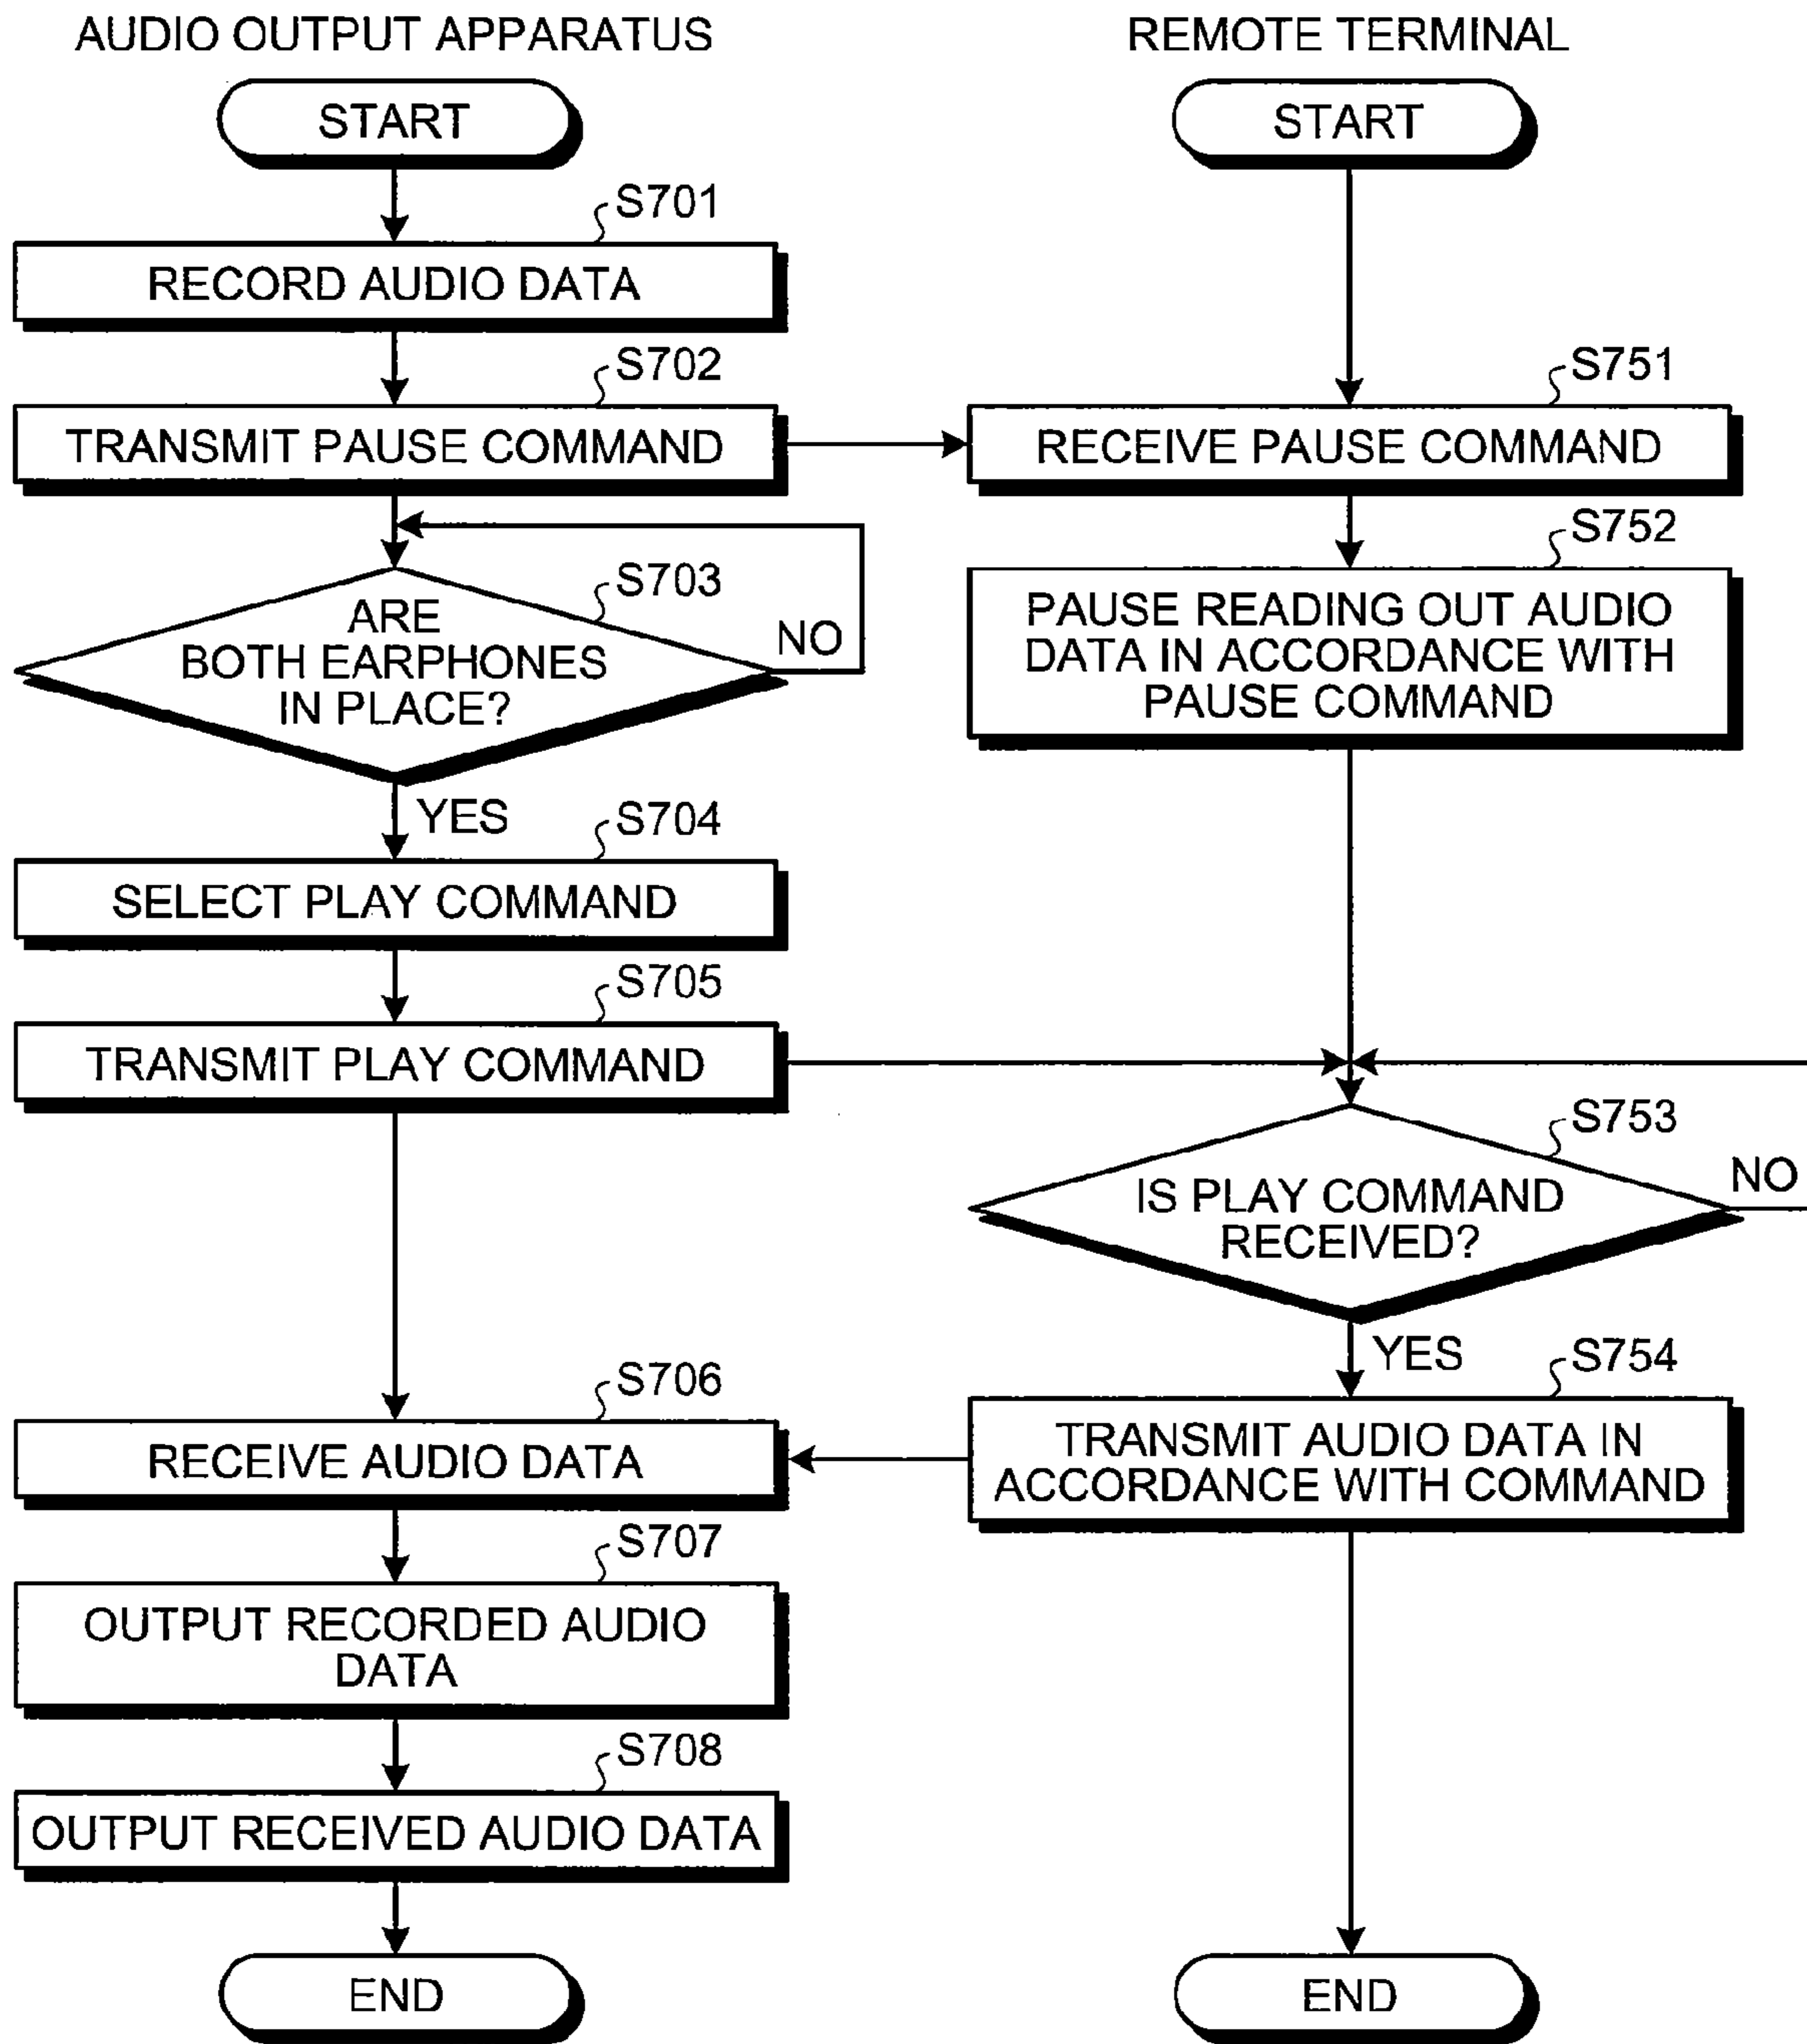 AUDIO OUTPUT APPARATUS
START
S701
RECORD AUDIO DATA
S702
TRANSMIT PAUSE COMMAND
S703
ARE
BOTH EARPHONES
IN PLACE?
NO
YES
S704
SELECT PLAY COMMAND
S705
TRANSMIT PLAY COMMAND
S706
RECEIVE AUDIO DATA
S707
OUTPUT RECORDED AUDIO
DATA
S708
OUTPUT RECEIVED AUDIO DATA
END
REMOTE TERMINAL
START
S751
RECEIVE PAUSE COMMAND
S752
PAUSE READING OUT AUDIO
DATA IN ACCORDANCE WITH
PAUSE COMMAND
S753
IS PLAY COMMAND
RECEIVED?
NO
YES
S754
TRANSMIT AUDIO DATA IN
ACCORDANCE WITH COMMAND
END